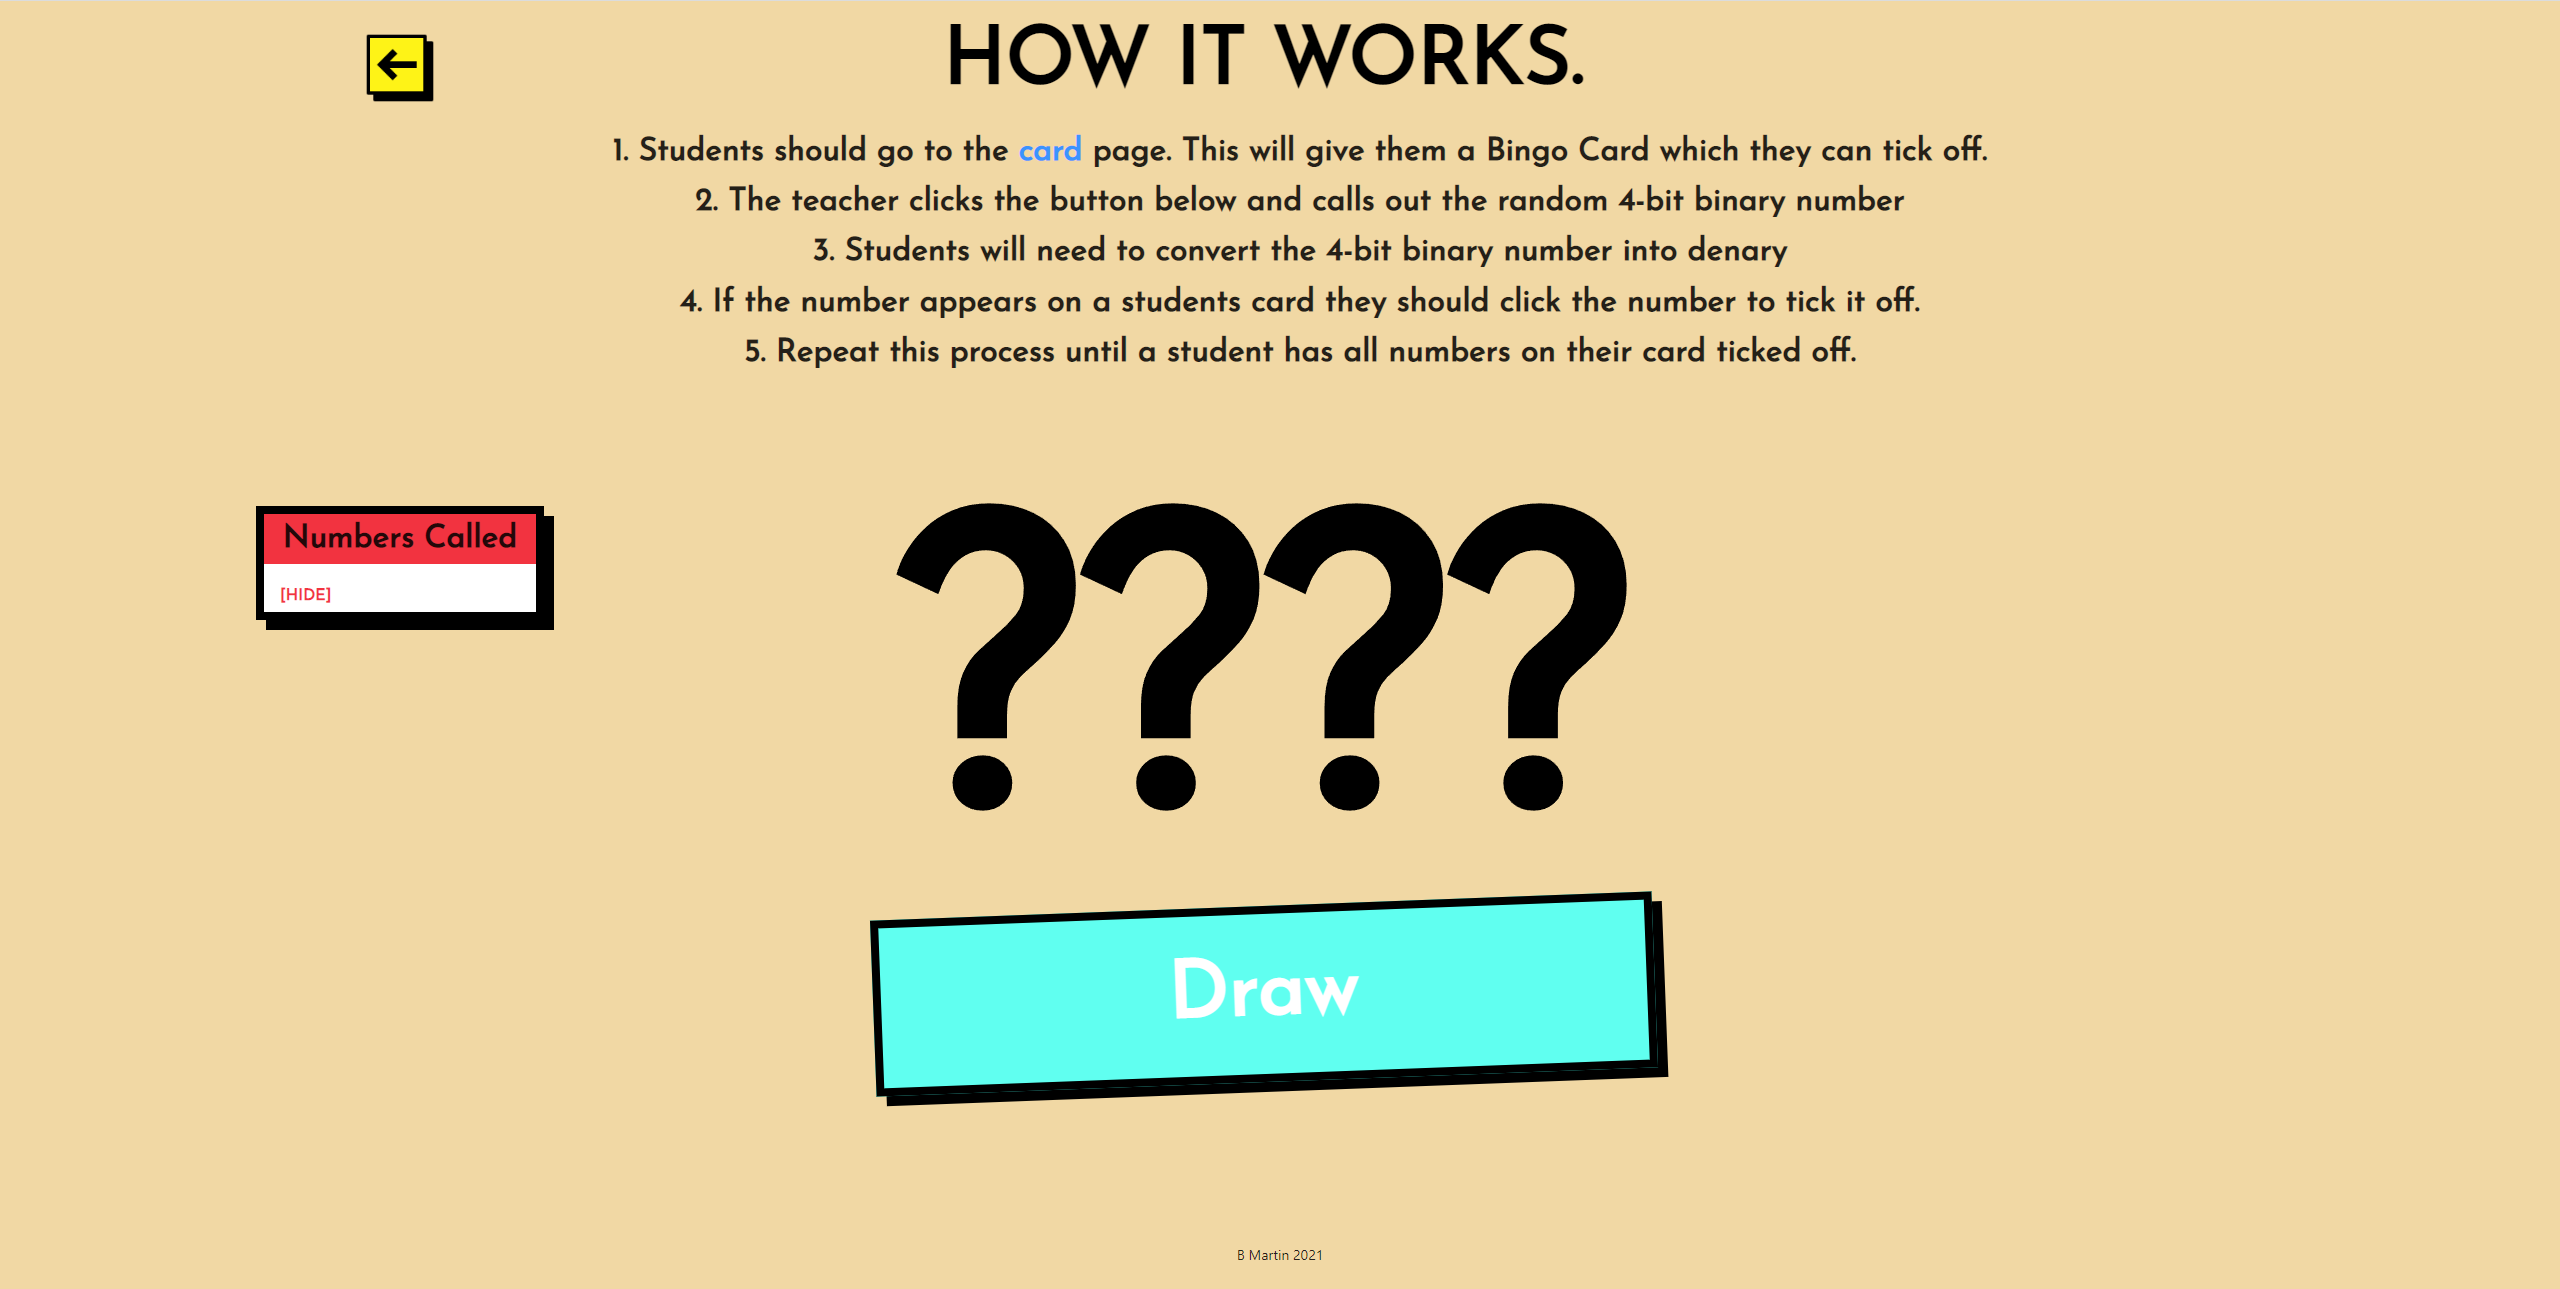 HOW IT WORKS.
1. Students should go to the card page. This will give them a Bingo Card which they can tick off.
2. The teacher clicks the button below and calls out the random 4-bit binary number
3. Students will need to convert the 4-bit binary number into denary
4. If the number appears on a students card they should click the number to tick it off.
5. Repeat this process until a student has all numbers on their card ticked off.
Numbers Called
[HIDE]
????
Draw
B Martin 2021